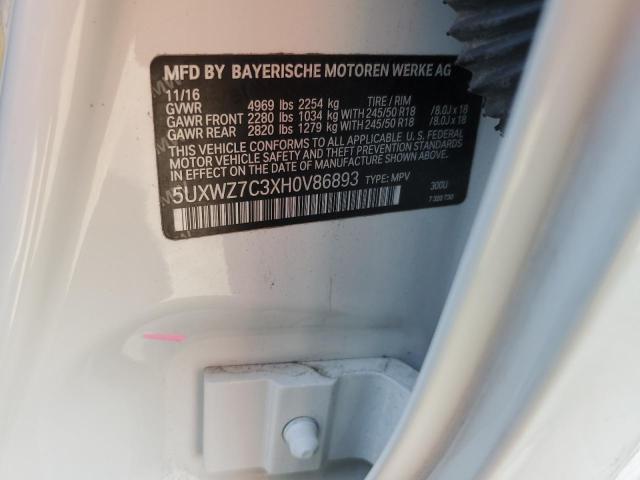 MFD BY BAYERISCHE MOTOREN WERKE AG
11/16
GVWR 4969 lbs 2254 kg TIRE / RIM
GAWR FRONT 2280 lbs 1034 kg WITH 245/50 R18 / 8.0J x 18
GAWR REAR 2820 lbs 1279 kg WITH 245/50 R18 / 8.0J x 18
THIS VEHICLE CONFORMS TO ALL APPLICABLE U.S. FEDERAL
MOTOR VEHICLE SAFETY, BUMPER, AND THEFT PREVENTION STANDARDS
IN EFFECT ON THE DATE OF MANUFACTURE SHOWN ABOVE.
5UXWZ7C3XH0V86893 TYPE: MPV 300U